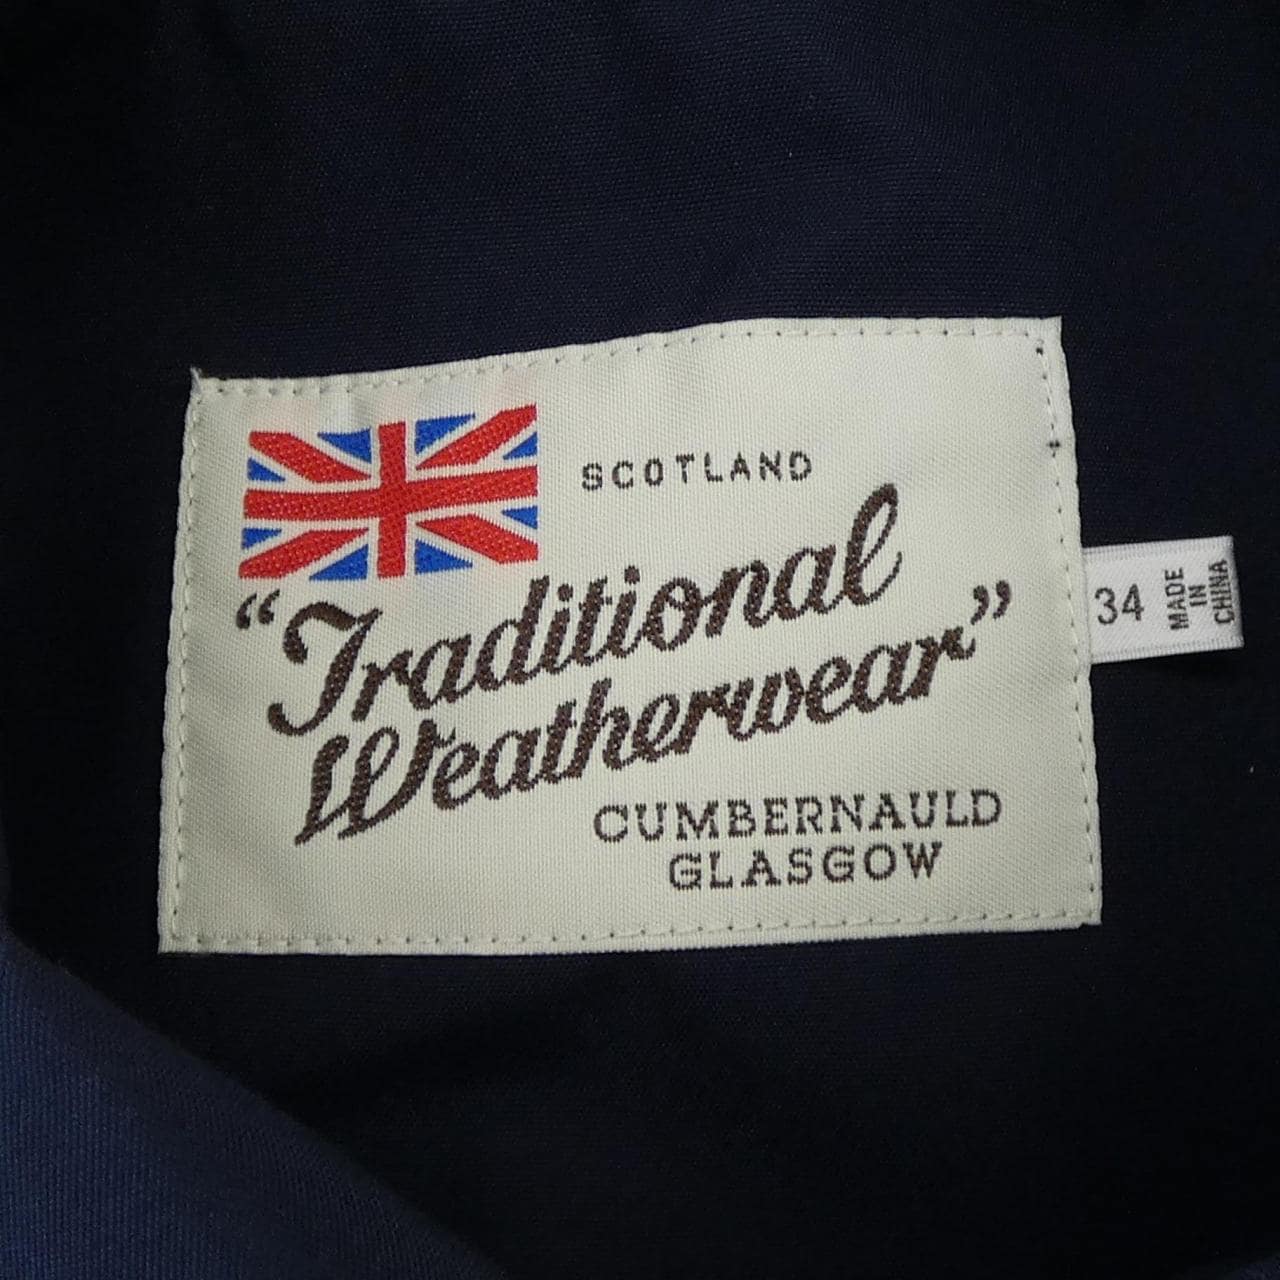 SCOTLAND
“Traditional
Weatherwear”
CUMBERNAULD
GLASGOW
34
MADE
IN
CHINA